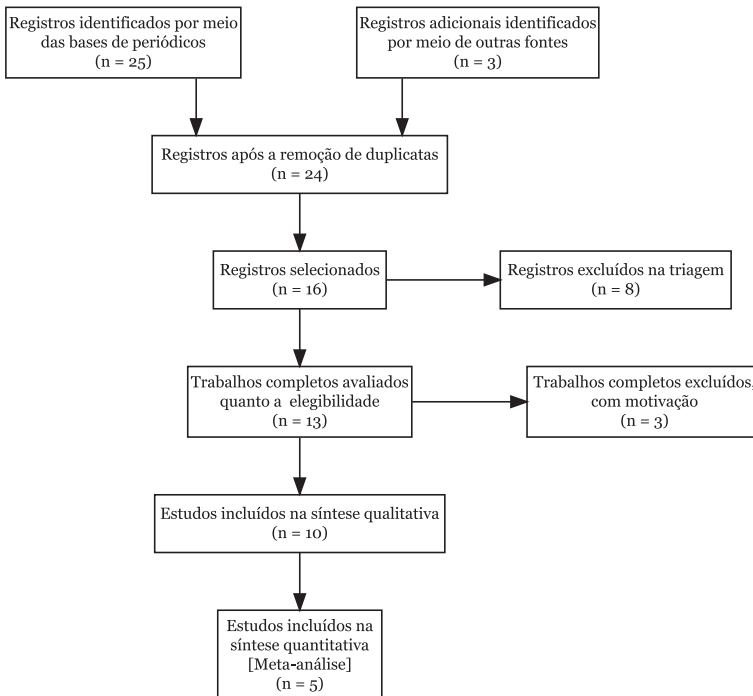 Registros identificados por meio
das bases de periódicos
(n = 25)
Registros adicionais identificados
por meio de outras fontes
(n = 3)
Registros após a remoção de duplicatas
(n = 24)
Registros selecionados
(n = 16)
Registros excluídos na triagem
(n = 8)
Trabalhos completos avaliados
quanto a elegibilidade
(n = 13)
Trabalhos completos excluídos,
com motivação
(n = 3)
Estudos incluídos na síntese qualitativa
(n = 10)
Estudos incluídos na
síntese quantitativa
[Meta-análise]
(n = 5)